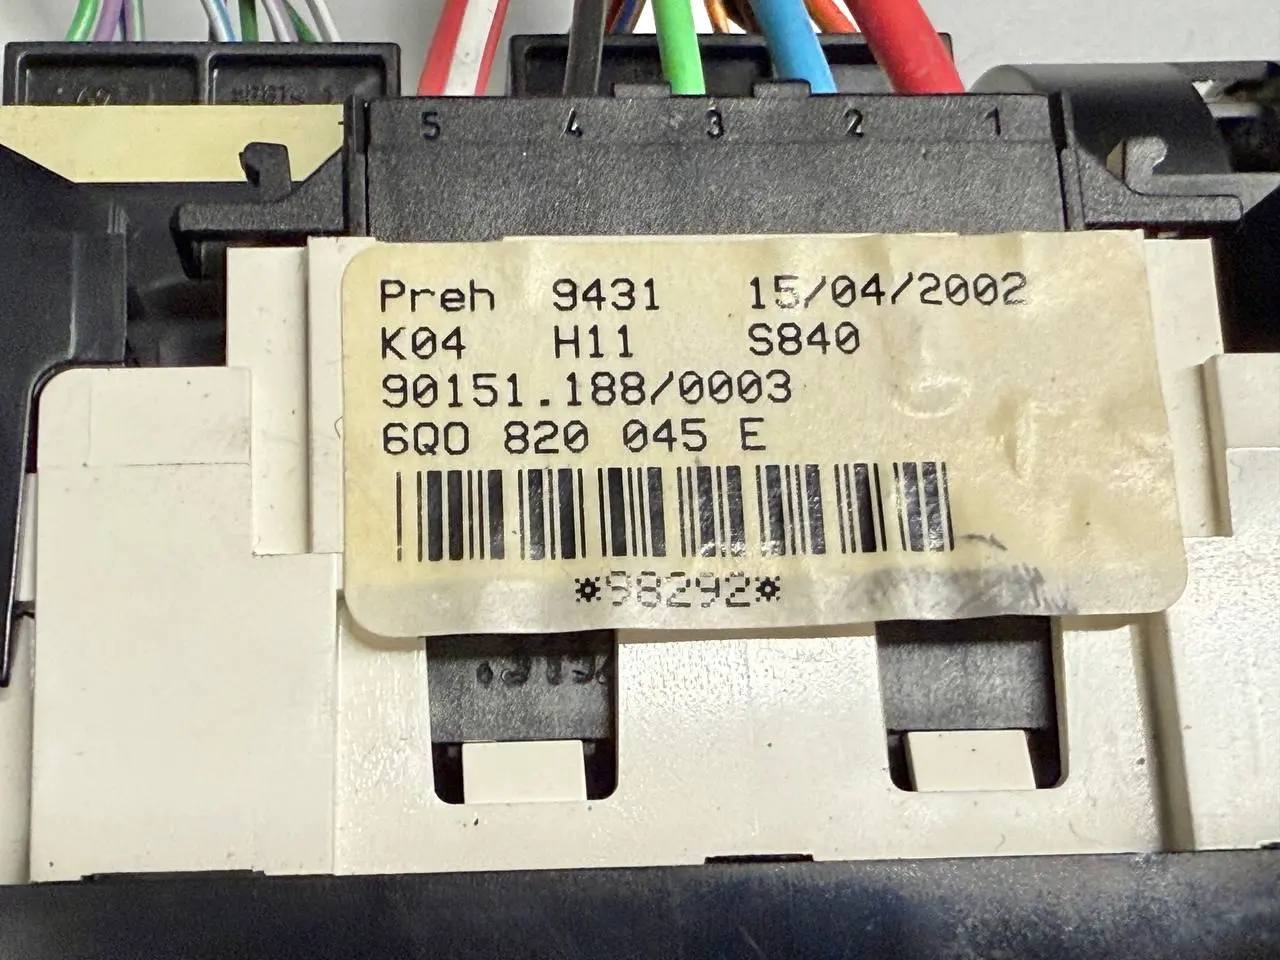 5 4 3 2 1
Preh 9431 15/04/2002
K04 H11 S840
90151.188/0003
6Q0 820 045 E
*98292*